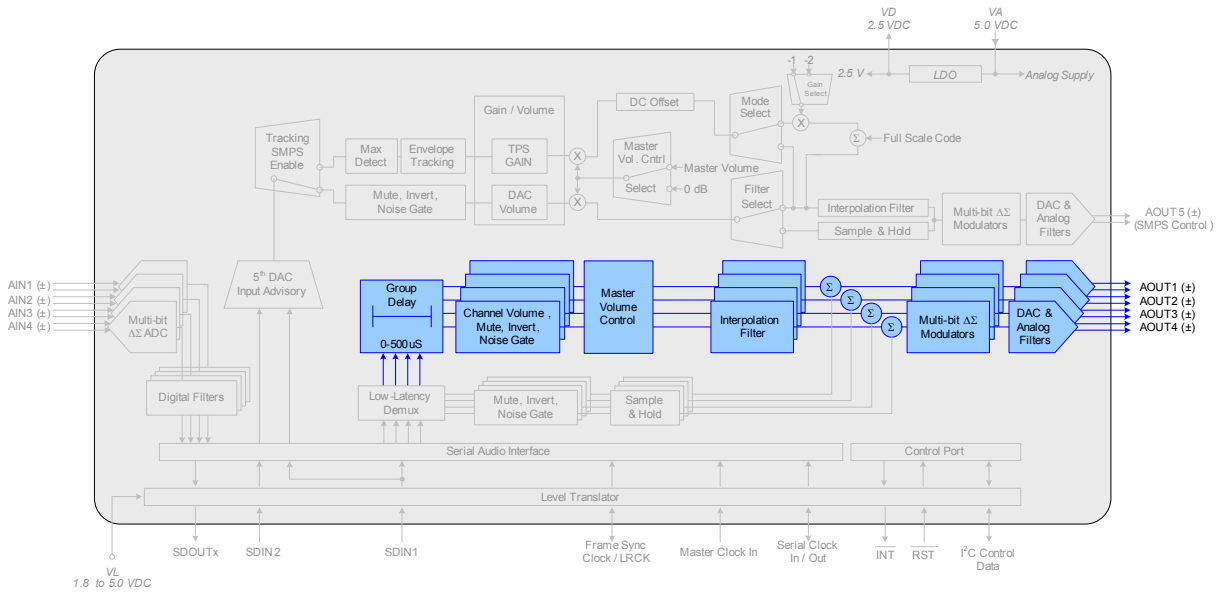 VD
2.5 VDC
VA
5.0 VDC
2.5 V
LDO
Analog Supply
-1
-2
Gain
Select
Mode
Select
DC Offset
Gain / Volume
X
X
Σ
Full Scale Code
Tracking
SMPS
Enable
Max
Detect
Envelope
Tracking
TPS
GAIN
Master
Vol. Cntrl
Select
Master Volume
0 dB
Mute, Invert,
Noise Gate
DAC
Volume
X
Filter
Select
Interpolation Filter
Sample & Hold
Multi-bit ΔΣ
Modulators
DAC &
Analog
Filters
AOUT5 (±)
(SMPS Control )
AIN1 (±)
AIN2 (±)
AIN3 (±)
AIN4 (±)
Multi-bit
ΔΣ ADC
5th DAC
Input Advisory
Group
Delay
0-500uS
Channel Volume ,
Mute, Invert,
Noise Gate
Master
Volume
Control
Interpolation
Filter
Σ
Σ
Σ
Σ
Multi-bit ΔΣ
Modulators
DAC &
Analog
Filters
AOUT1 (±)
AOUT2 (±)
AOUT3 (±)
AOUT4 (±)
Digital Filters
Low-Latency
Demux
Mute, Invert,
Noise Gate
Sample
& Hold
Serial Audio Interface
Control Port
Level Translator
VL
1.8 to 5.0 VDC
SDOUTx
SDIN2
SDIN1
Frame Sync
Clock / LRCK
Master Clock In
Serial Clock
In / Out
INT
RST
I²C Control
Data